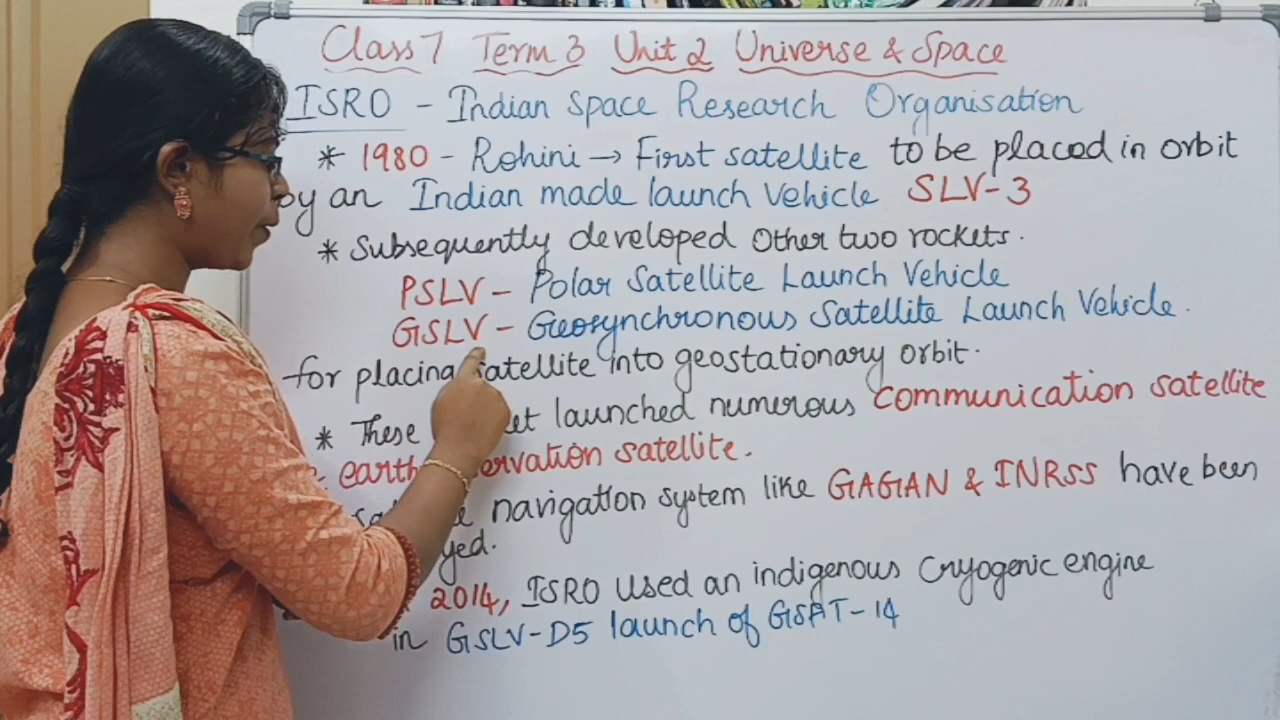 Class 7 Term 3 Unit 2 Universe & Space
ISRO - Indian Space Research Organisation
* 1980 - Rohini → First satellite to be placed in orbit
by an Indian made launch vehicle SLV-3
* Subsequently developed other two rockets.
PSLV - Polar Satellite Launch Vehicle
GSLV - Geosynchronous Satellite Launch Vehicle.
for placing satellite into geostationary orbit.
* These launched numerous communication satellite
earth satellite.
navigation system like GAGAN & INRSS have been
2014, ISRO used an indigenous Cryogenic engine
in GSLV-D5 launch of GSAT-14